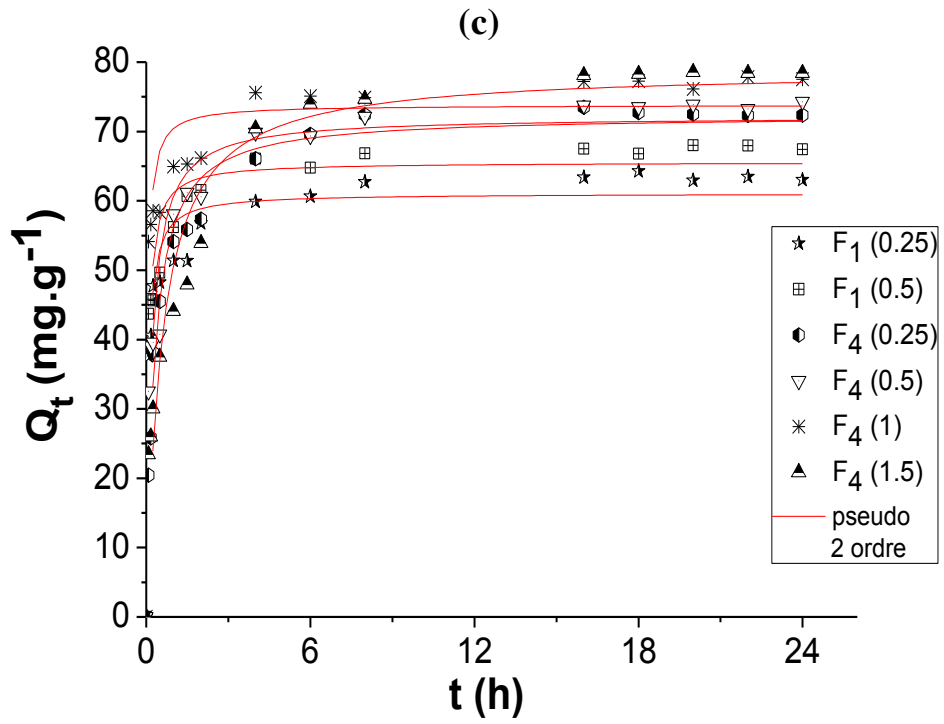 (c)
80
70
60
50
40
30
20
10
0
Qt (mg.g-1)
0 6 12 18 24
t (h)
F1 (0.25)
F1 (0.5)
F4 (0.25)
F4 (0.5)
F4 (1)
F4 (1.5)
pseudo
2 ordre